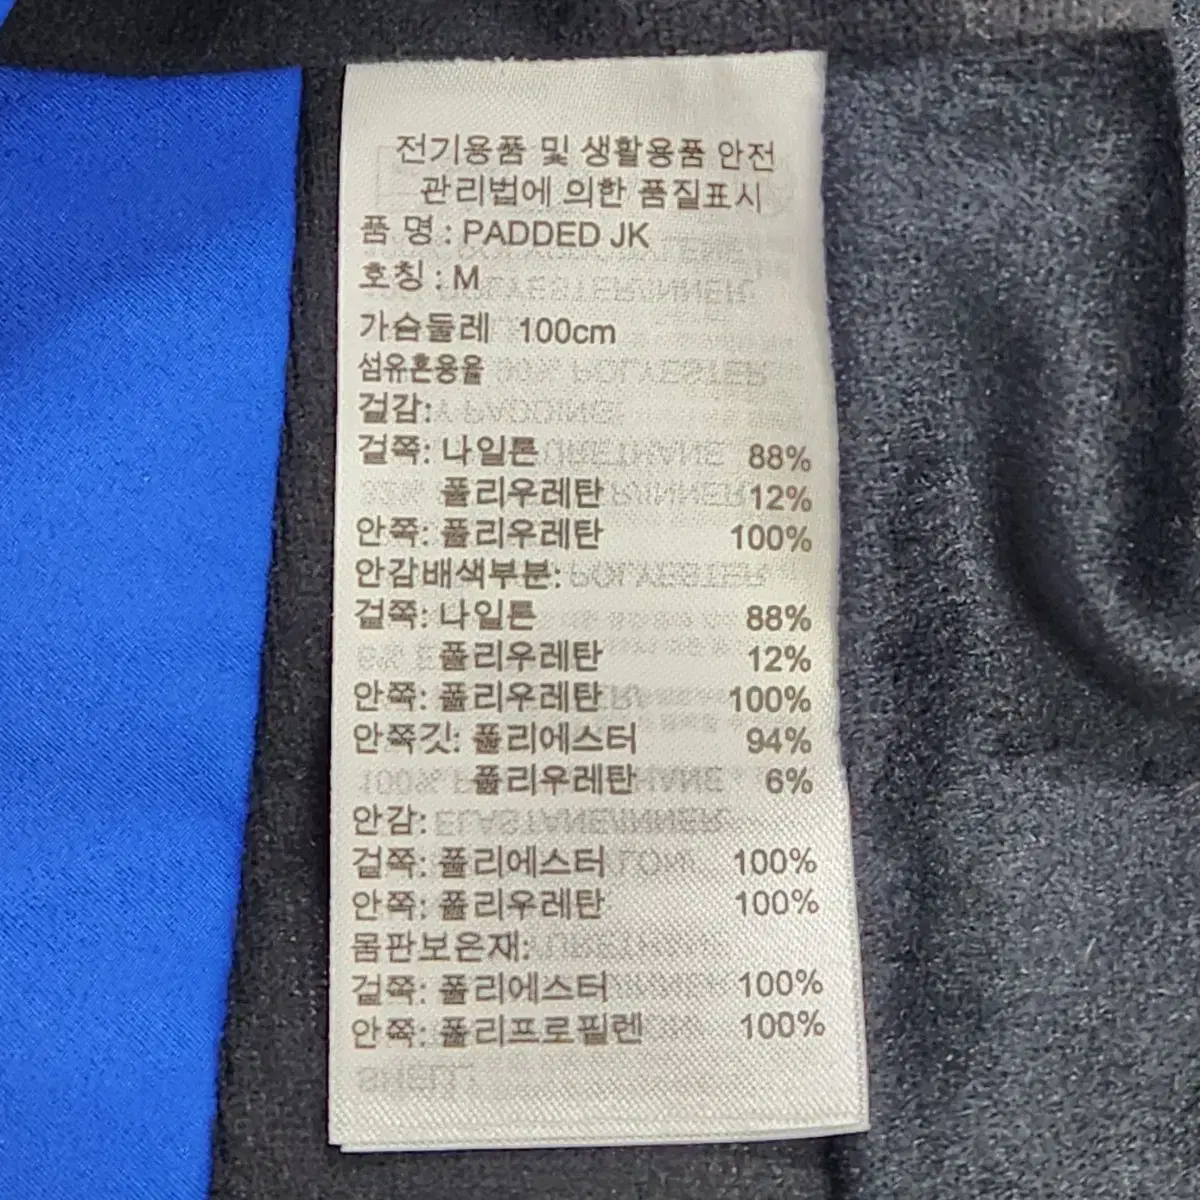 전기용품 및 생활용품 안전
관리법에 의한 품질표시
품 명 : PADDED JK
호칭 : M
가슴둘레 100cm
섬유혼용율
겉감:
겉쪽: 나일론 88%
폴리우레탄 12%
안쪽: 폴리우레탄 100%
안감배색부분:
겉쪽: 나일론 88%
폴리우레탄 12%
안쪽: 폴리우레탄 100%
안쪽깃: 폴리에스터 94%
폴리우레탄 6%
안감:
겉쪽: 폴리에스터 100%
안쪽: 폴리우레탄 100%
몸판보온재:
겉쪽: 폴리에스터 100%
안쪽: 폴리프로필렌 100%